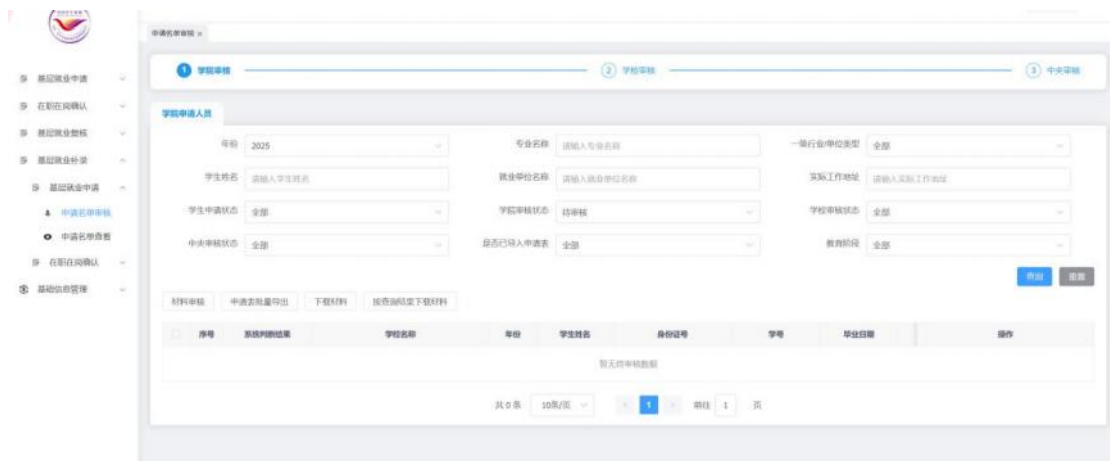 申请名单审核 ×
1 学院审核
2 学校审核
3 中央审核
基层就业申请
在职在岗确认
基层就业复核
基层就业补录
基层就业申请
申请名单审核
申请名单查看
在职在岗确认
基础信息管理
学院申请人员
年份 2025 专业名称 请输入专业名称 一级行业/单位类型 全部
学生姓名 请输入学生姓名 就业单位名称 请输入就业单位名称 实际工作地址 请输入实际工作地址
学生申请状态 全部 学院审核状态 待审核 学校审核状态 全部
中央审核状态 全部 是否已导入申请表 全部 教育阶段 全部
查询 重置
材料审核 申请表批量导出 下载材料 按查询结果下载材料
序号 系统判断结果 学校名称 年份 学生姓名 身份证号 学号 毕业日期 操作
暂无待审核数据
共 0 条 10条/页 1 前往 1 页